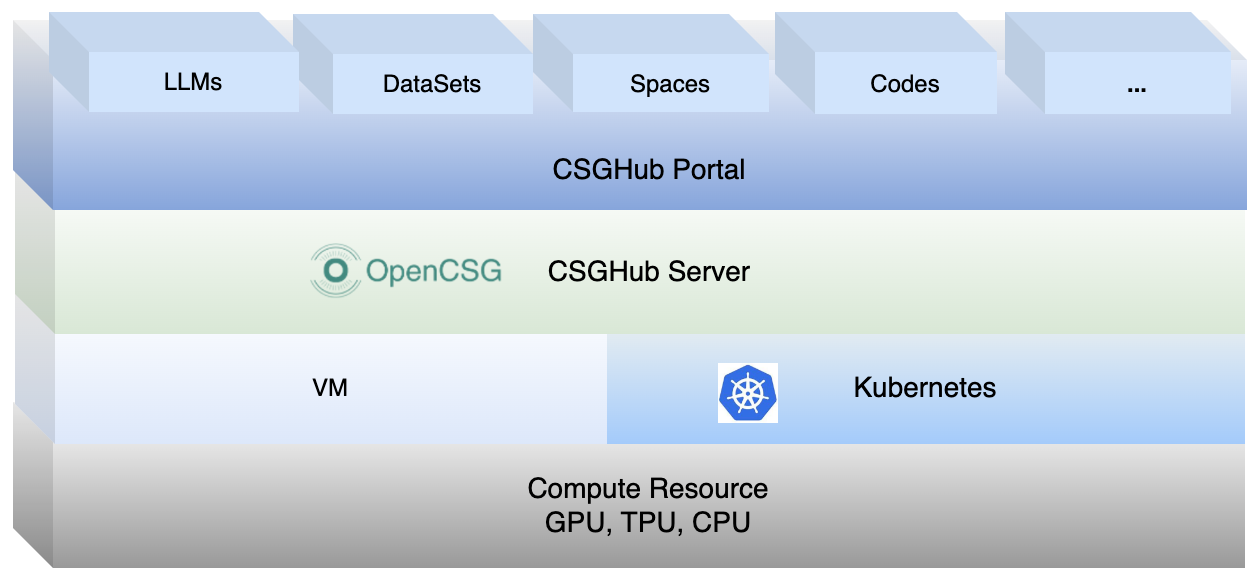 LLMs
DataSets
Spaces
Codes
...
CSGHub Portal
OpenCSG
CSGHub Server
VM
Kubernetes
Compute Resource
GPU, TPU, CPU